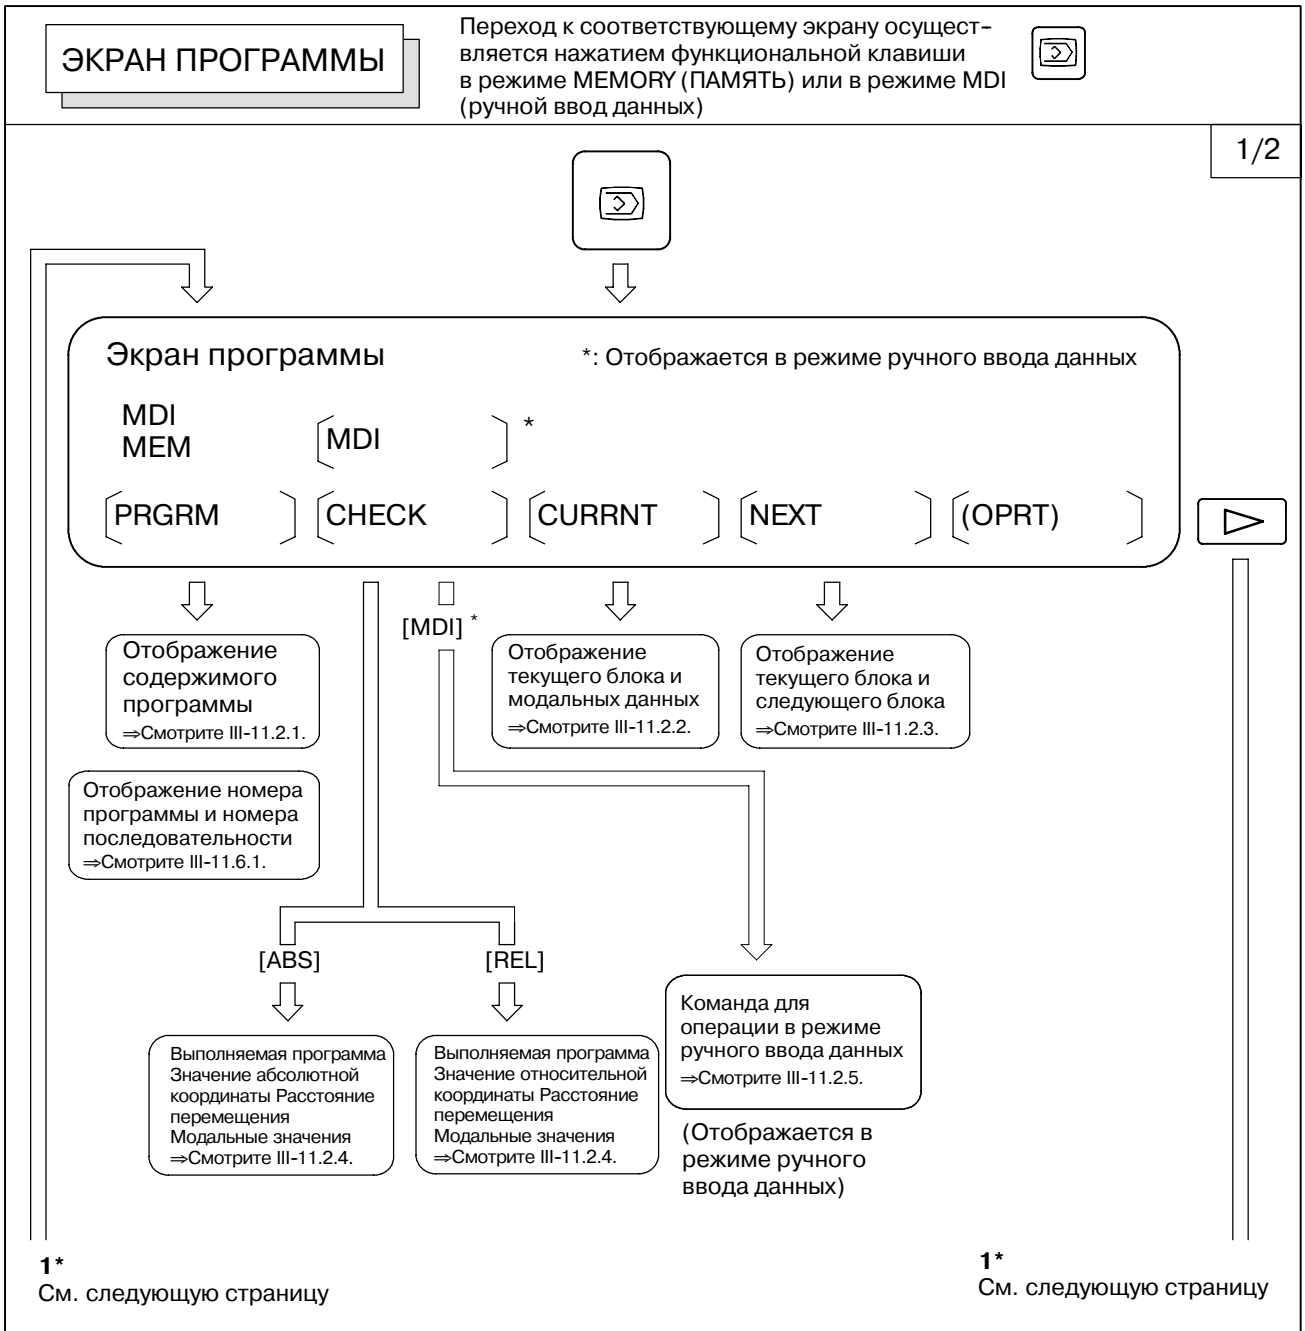 ЭКРАН ПРОГРАММЫ
Переход к соответствующему экрану осущест-
вляется нажатием функциональной клавиши
в режиме MEMORY (ПАМЯТЬ) или в режиме MDI
(ручной ввод данных)
1/2
Экран программы
*: Отображается в режиме ручного ввода данных
MDI
MEM
[MDI] *
[PRGRM] [CHECK] [CURRNT] [NEXT] [(OPRT)]
Отображение
содержимого
программы
⇒Смотрите III-11.2.1.
[MDI] *
Отображение
текущего блока и
модальных данных
⇒Смотрите III-11.2.2.
Отображение
текущего блока и
следующего блока
⇒Смотрите III-11.2.3.
Отображение номера
программы и номера
последовательности
⇒Смотрите III-11.6.1.
[ABS]
[REL]
Выполняемая программа
Значение абсолютной
координаты Расстояние
перемещения
Модальные значения
⇒Смотрите III-11.2.4.
Выполняемая программа
Значение относительной
координаты Расстояние
перемещения
Модальные значения
⇒Смотрите III-11.2.4.
Команда для
операции в режиме
ручного ввода данных
⇒Смотрите III-11.2.5.
(Отображается в
режиме ручного
ввода данных)
1*
См. следующую страницу
1*
См. следующую страницу